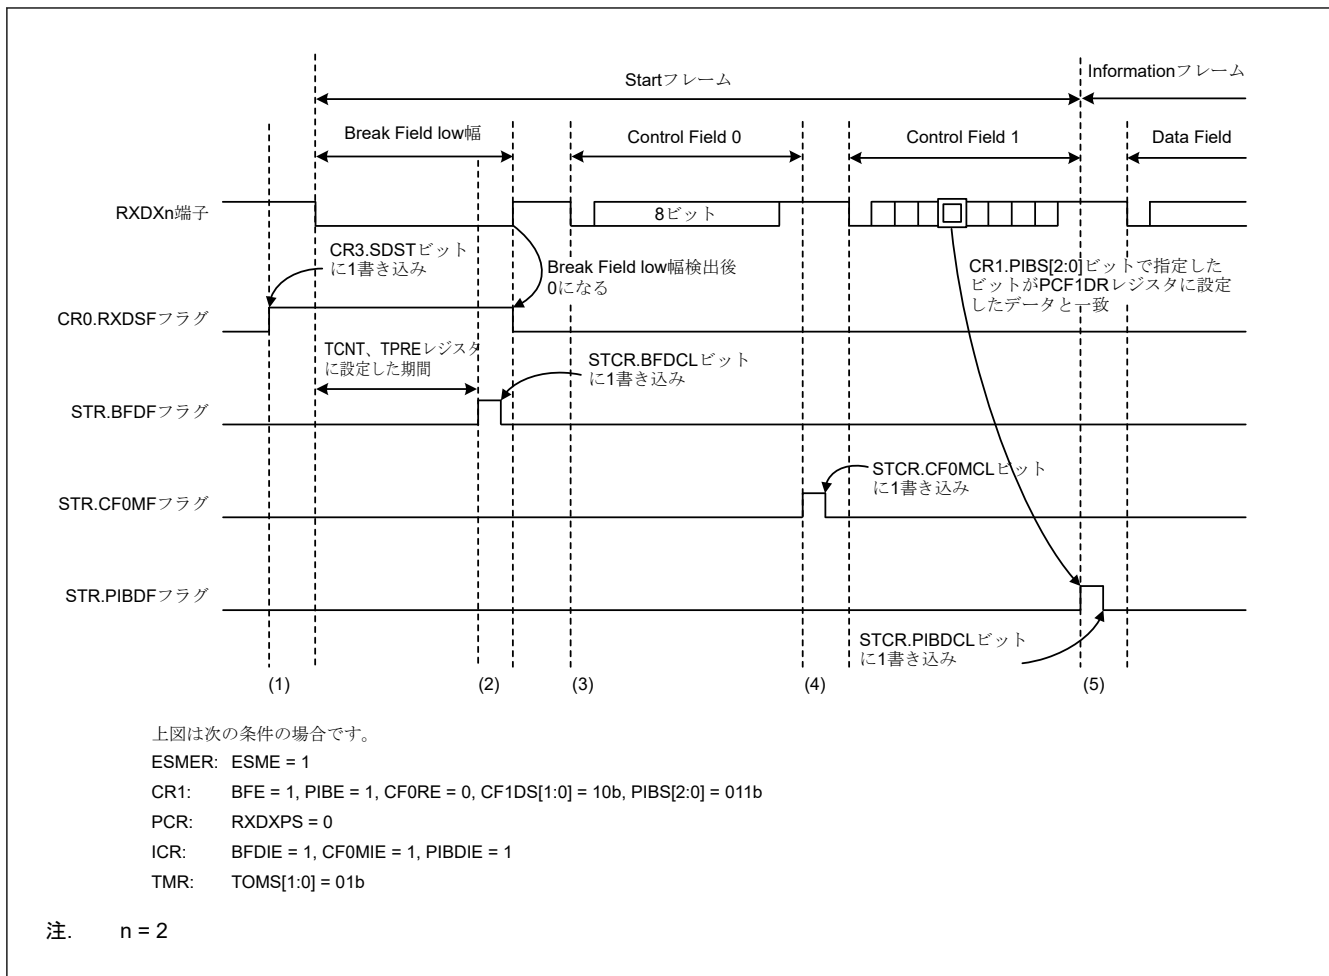 Startフレーム
Informationフレーム
Break Field low幅
Control Field 0
Control Field 1
Data Field
RXDXn端子
8ビット
CR3.SDSTビット
に1書き込み
Break Field low幅検出後
0になる
CR1.PIBS[2:0]ビットで指定した
ビットがPCF1DRレジスタに設定
したデータと一致
CR0.RXDSFフラグ
TCNT、TPREレジスタ
に設定した期間
STCR.BFDCLビット
に1書き込み
STR.BFDFフラグ
STCR.CF0MCLビット
に1書き込み
STR.CF0MFフラグ
STR.PIBDFフラグ
STCR.PIBDCLビット
に1書き込み
(1) (2) (3) (4) (5)
上図は次の条件の場合です。
ESMER: ESME = 1
CR1: BFE = 1, PIBE = 1, CF0RE = 0, CF1DS[1:0] = 10b, PIBS[2:0] = 011b
PCR: RXDXPS = 0
ICR: BFDIE = 1, CF0MIE = 1, PIBDIE = 1
TMR: TOMS[1:0] = 01b
注. n = 2